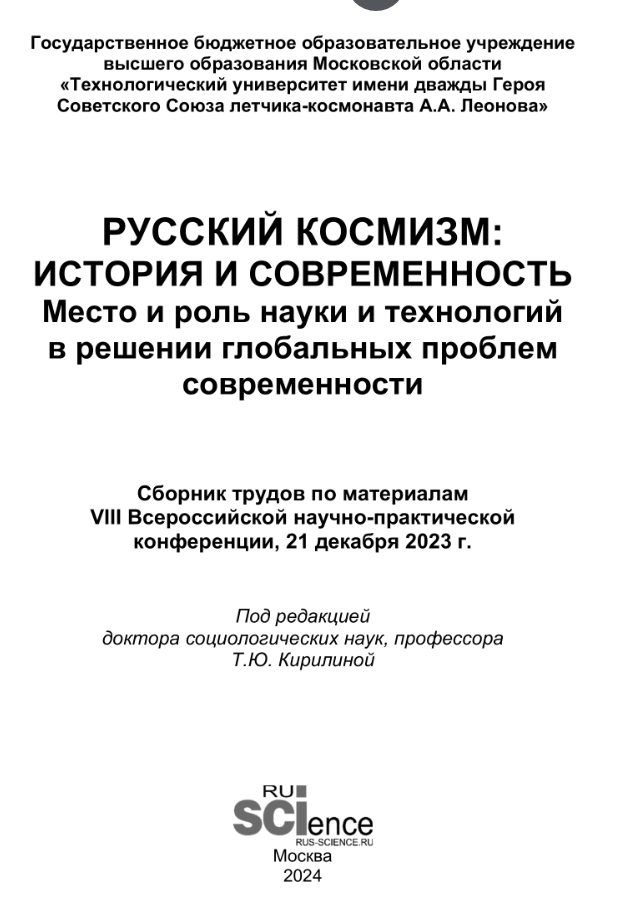 Государственное бюджетное образовательное учреждение
высшего образования Московской области
«Технологический университет имени дважды Героя
Советского Союза летчика-космонавта А.А. Леонова»
РУССКИЙ КОСМИЗМ:
ИСТОРИЯ И СОВРЕМЕННОСТЬ
Место и роль науки и технологий
в решении глобальных проблем
современности
Сборник трудов по материалам
VIII Всероссийской научно-практической
конференции, 21 декабря 2023 г.
Под редакцией
доктора социологических наук, профессора
Т.Ю. Кирилиной
RU
SCIence
RUS-SCIENCE.RU
Москва
2024